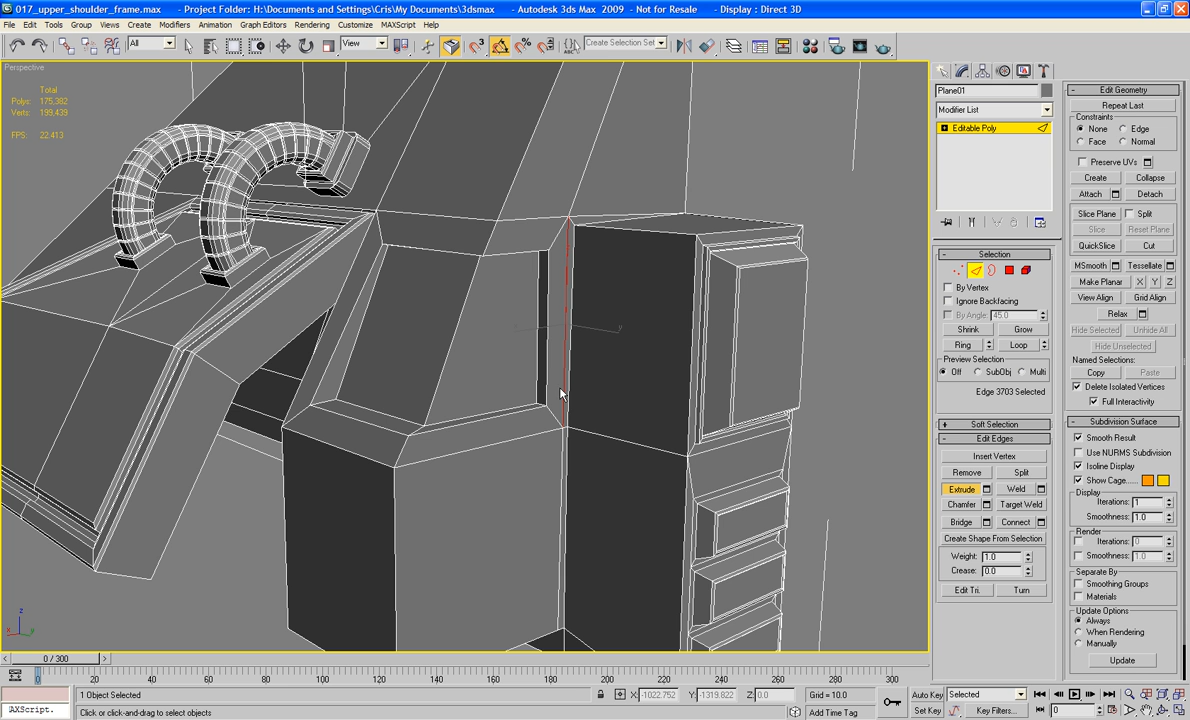 017_upper_shoulder_frame.max - Project Folder: H:\Documents and Settings\Cris\My Documents\3dsmax - Autodesk 3ds Max 2009 - Not for Resale - Display : Direct 3D
File Edit Tools Group Views Create Modifiers Animation Graph Editors Rendering Customize MAXScript Help
All View Create Selection Set
Perspective
Total
Polys: 175,382
Verts: 199,439
FPS: 22.413
y
z
x y
Plane01
Modifier List
Editable Poly
Selection
By Vertex
Ignore Backfacing
By Angle: 45.0
Shrink Grow
Ring Loop
Preview Selection
Off SubObj Multi
Edge 3703 Selected
Soft Selection
Edit Edges
Insert Vertex
Remove Split
Extrude Weld
Chamfer Target Weld
Bridge Connect
Create Shape From Selection
Weight: 1.0
Crease: 0.0
Edit Tri. Turn
Edit Geometry
Repeat Last
Constraints
None Edge
Face Normal
Preserve UVs
Create Collapse
Attach Detach
Slice Plane Split
Slice Reset Plane
QuickSlice Cut
MSmooth Tessellate
Make Planar X Y Z
View Align Grid Align
Relax
Hide Selected Unhide All
Hide Unselected
Named Selections:
Copy Paste
Delete Isolated Vertices
Full Interactivity
Subdivision Surface
Smooth Result
Use NURMS Subdivision
Isoline Display
Show Cage......
Display
Iterations: 1
Smoothness: 1.0
Render
Iterations: 0
Smoothness: 1.0
Separate By
Smoothing Groups
Materials
Update Options
Always
When Rendering
Manually
Update
0 / 300
0 20 40 60 80 100 120 140 160 180 200 220 240 260 280 300
1 Object Selected X: -1022.752 Y: -1319.822 Z: 0.0 Grid = 10.0 Auto Key Selected
AXScript. Click or click-and-drag to select objects Add Time Tag Set Key Key Filters... 0